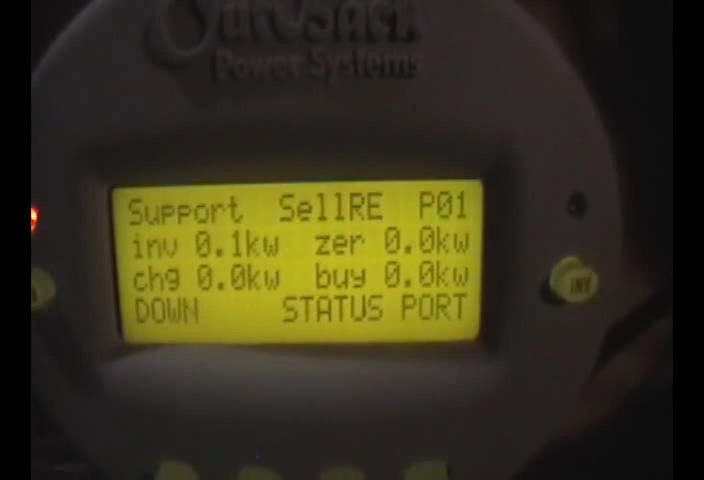 OutBack
Power Systems
Support SellRE P01
inv 0.1kw zer 0.0kw
chg 0.0kw buy 0.0kw
DOWN STATUS PORT
INV